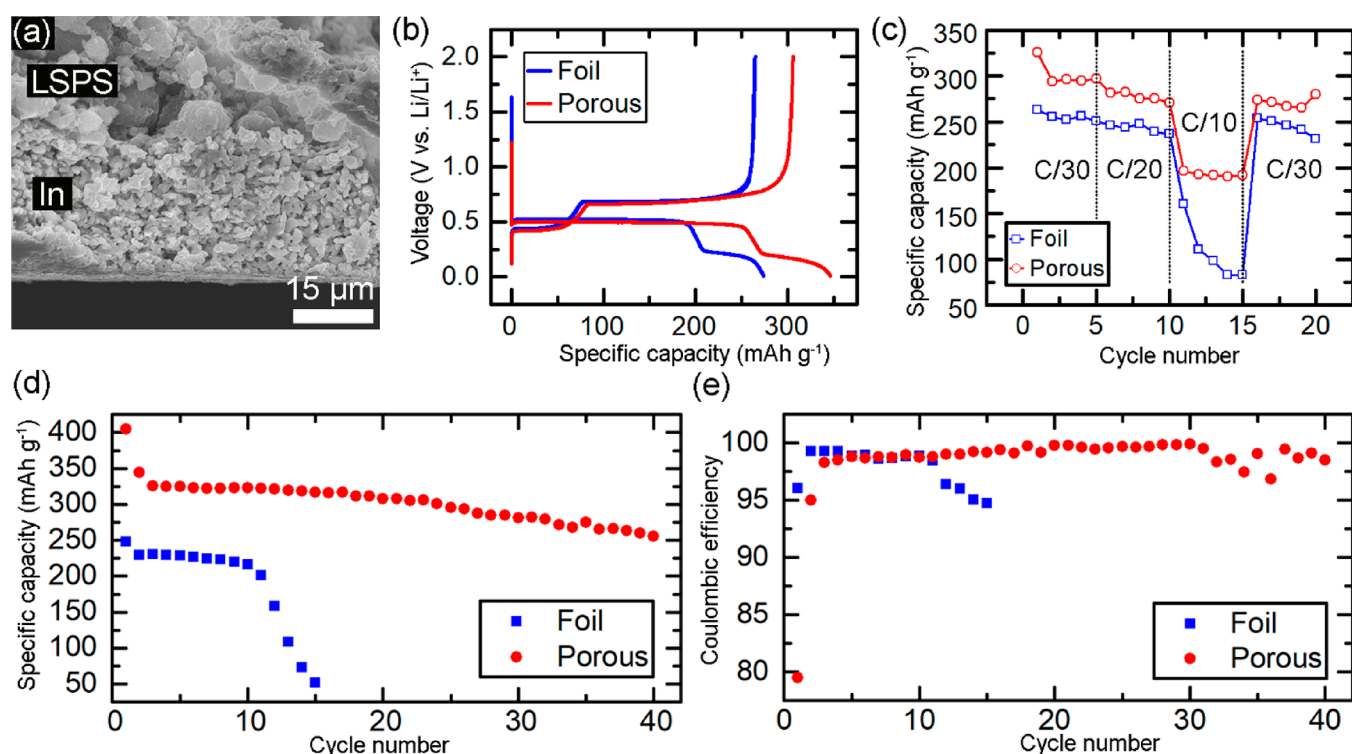 (a)
LSPS
In
15 µm
(b)
Foil
Porous
2.0
1.5
1.0
0.5
0.0
Voltage (V vs. Li/Li⁺)
0 100 200 300
Specific capacity (mAh g⁻¹)
(c)
350
300
250
200
150
100
50
Specific capacity (mAh g⁻¹)
C/30
C/20
C/10
C/30
Foil
Porous
0 5 10 15 20
Cycle number
(d)
400
350
300
250
200
150
100
50
Specific capacity (mAh g⁻¹)
Foil
Porous
0 10 20 30 40
Cycle number
(e)
100
95
90
85
80
Coulombic efficiency
Foil
Porous
0 10 20 30 40
Cycle number